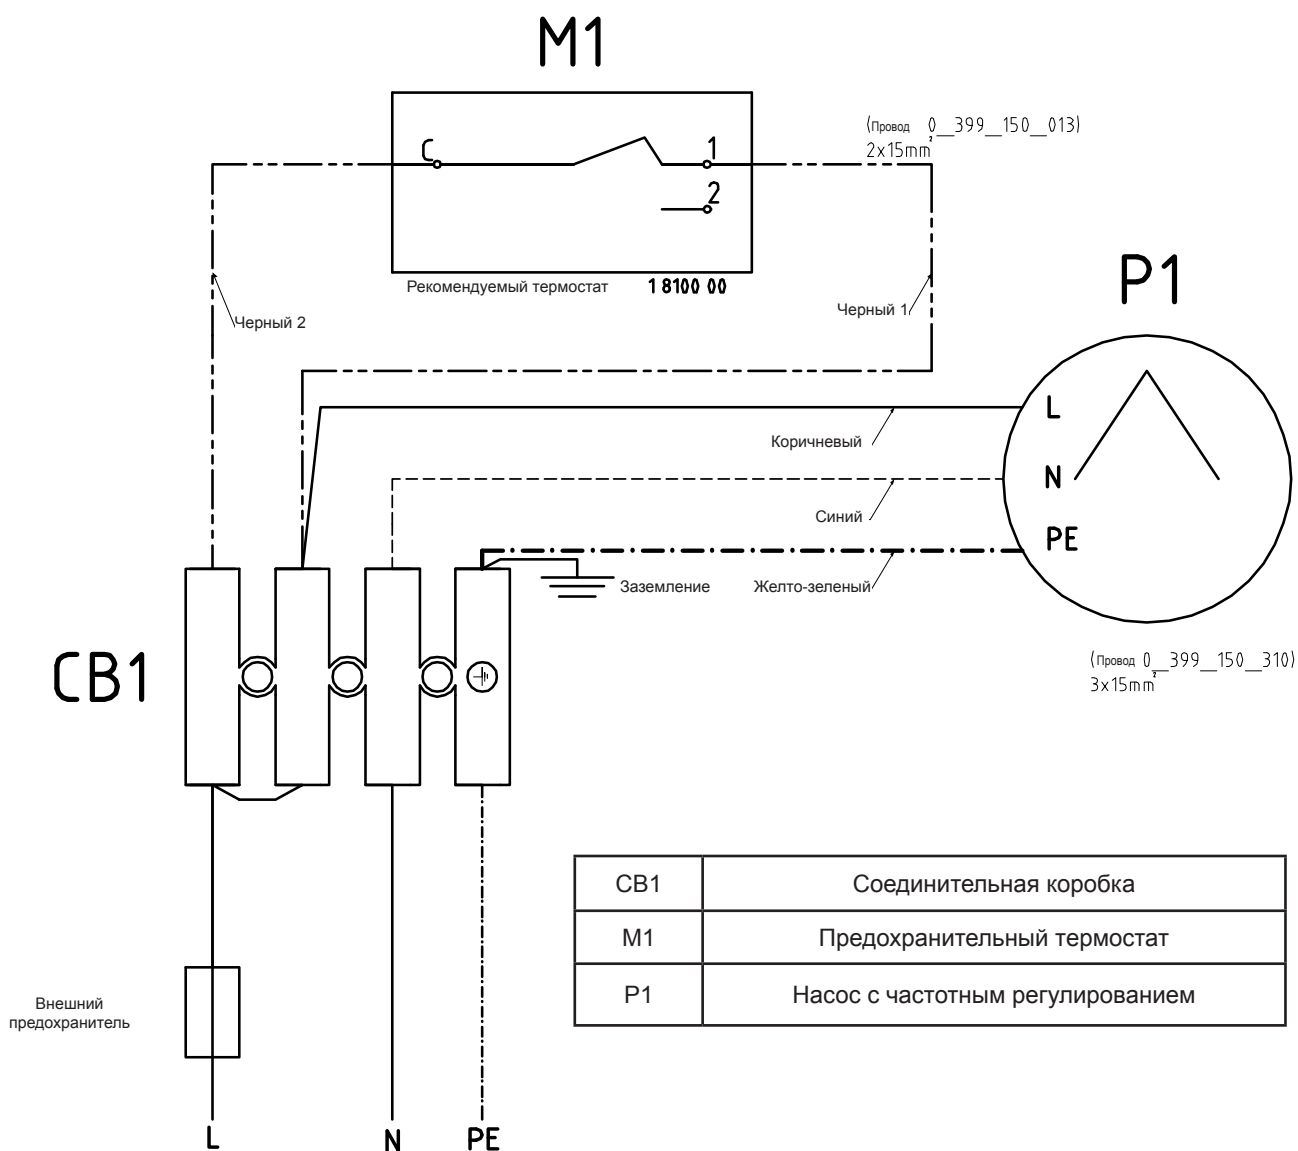 M1
C
1
2
(Провод 0__399__150__013)
2x15mm²
Рекомендуемый термостат 1 8100 00
Черный 2
Черный 1
P1
L
Коричневый
N
Синий
PE
Заземление
Желто-зеленый
(Провод 0__399__150__310)
3x15mm²
CB1
CB1 Соединительная коробка
M1 Предохранительный термостат
P1 Насос с частотным регулированием
Внешний
предохранитель
L
N
PE